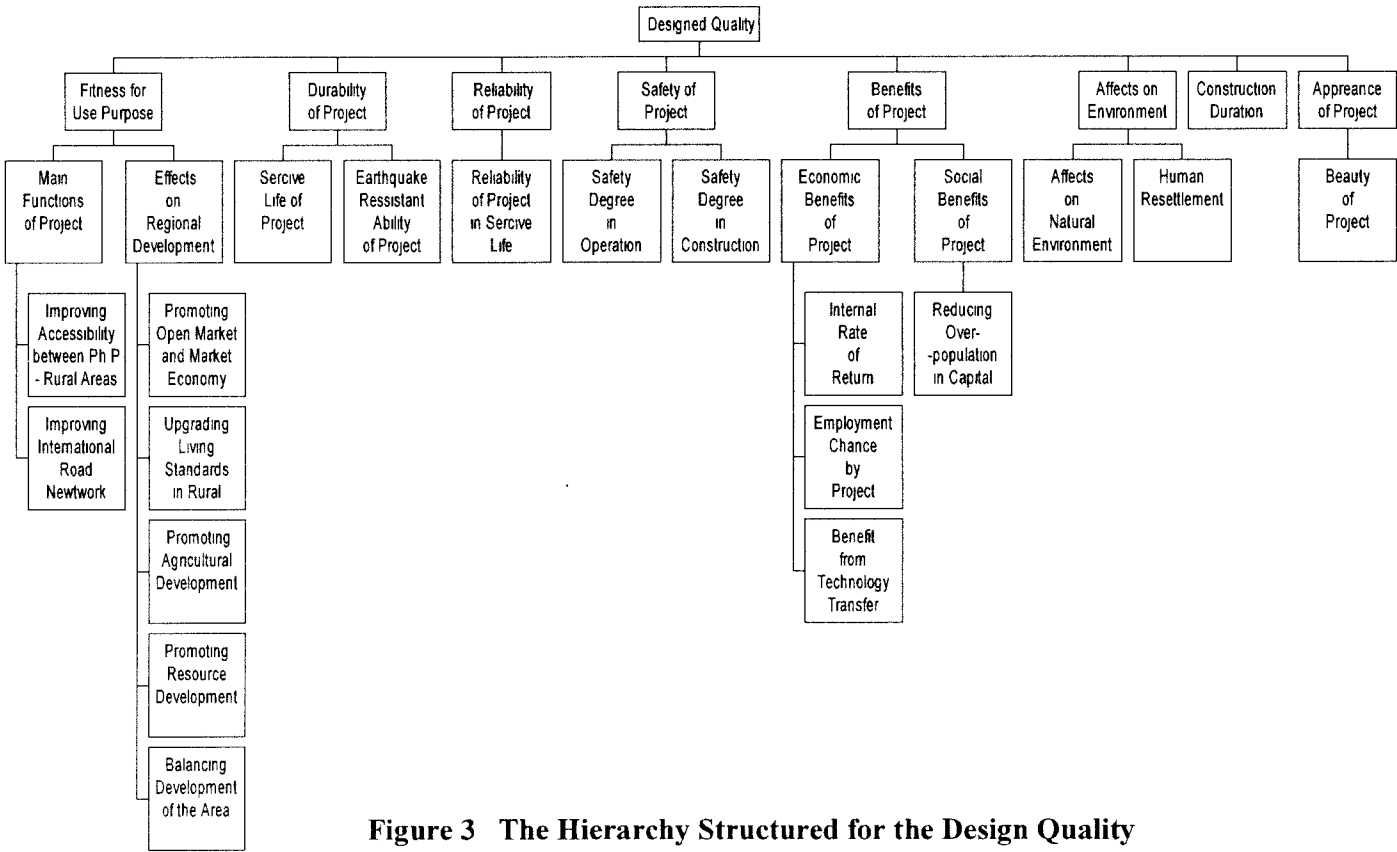 Designed Quality
Fitness for
Use Purpose
Durability
of Project
Reliability
of Project
Safety of
Project
Benefits
of Project
Affects on
Environment
Construction
Duration
Appreance
of Project
Main
Functions
of Project
Effects
on
Regional
Development
Sercive
Life of
Project
Earthquake
Ressistant
Ability
of Project
Reliability
of Project
in Sercive
Life
Safety
Degree
in
Operation
Safety
Degree
in
Construction
Economic
Benefits
of
Project
Social
Benefits
of
Project
Affects
on
Natural
Environment
Human
Resettlement
Beauty
of
Project
Improving
Accessibility
between Ph P
- Rural Areas
Improving
International
Road
Newtwork
Promoting
Open Market
and Market
Economy
Upgrading
Living
Standards
in Rural
Promoting
Agricultural
Development
Promoting
Resource
Development
Balancing
Development
of the Area
Internal
Rate
of
Return
Employment
Chance
by
Project
Benefit
from
Technology
Transfer
Reducing
Over-
-population
in Capital
Figure 3 The Hierarchy Structured for the Design Quality